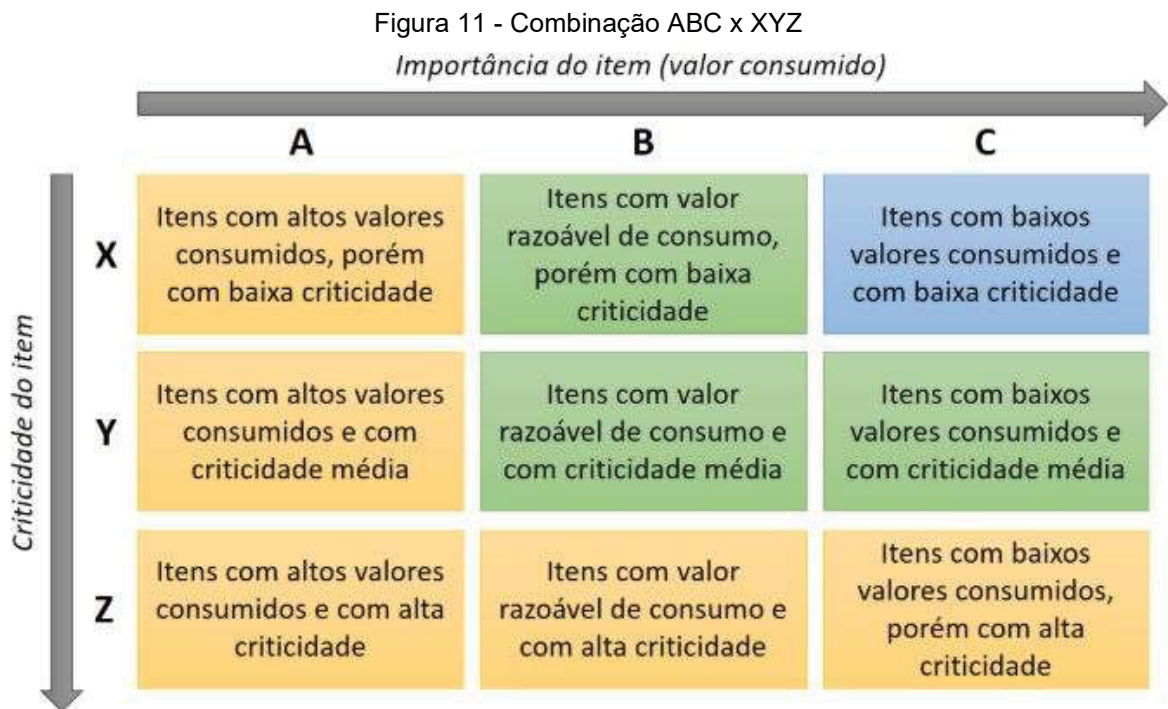 Figura 11 - Combinação ABC x XYZ
Importância do item (valor consumido)
A
B
C
Criticidade do item
X
Itens com altos valores
consumidos, porém
com baixa criticidade
Itens com valor
razoável de consumo,
porém com baixa
criticidade
Itens com baixos
valores consumidos e
com baixa criticidade
Y
Itens com altos valores
consumidos e com
criticidade média
Itens com valor
razoável de consumo e
com criticidade média
Itens com baixos
valores consumidos e
com criticidade média
Z
Itens com altos valores
consumidos e com alta
criticidade
Itens com valor
razoável de consumo e
com alta criticidade
Itens com baixos
valores consumidos,
porém com alta
criticidade